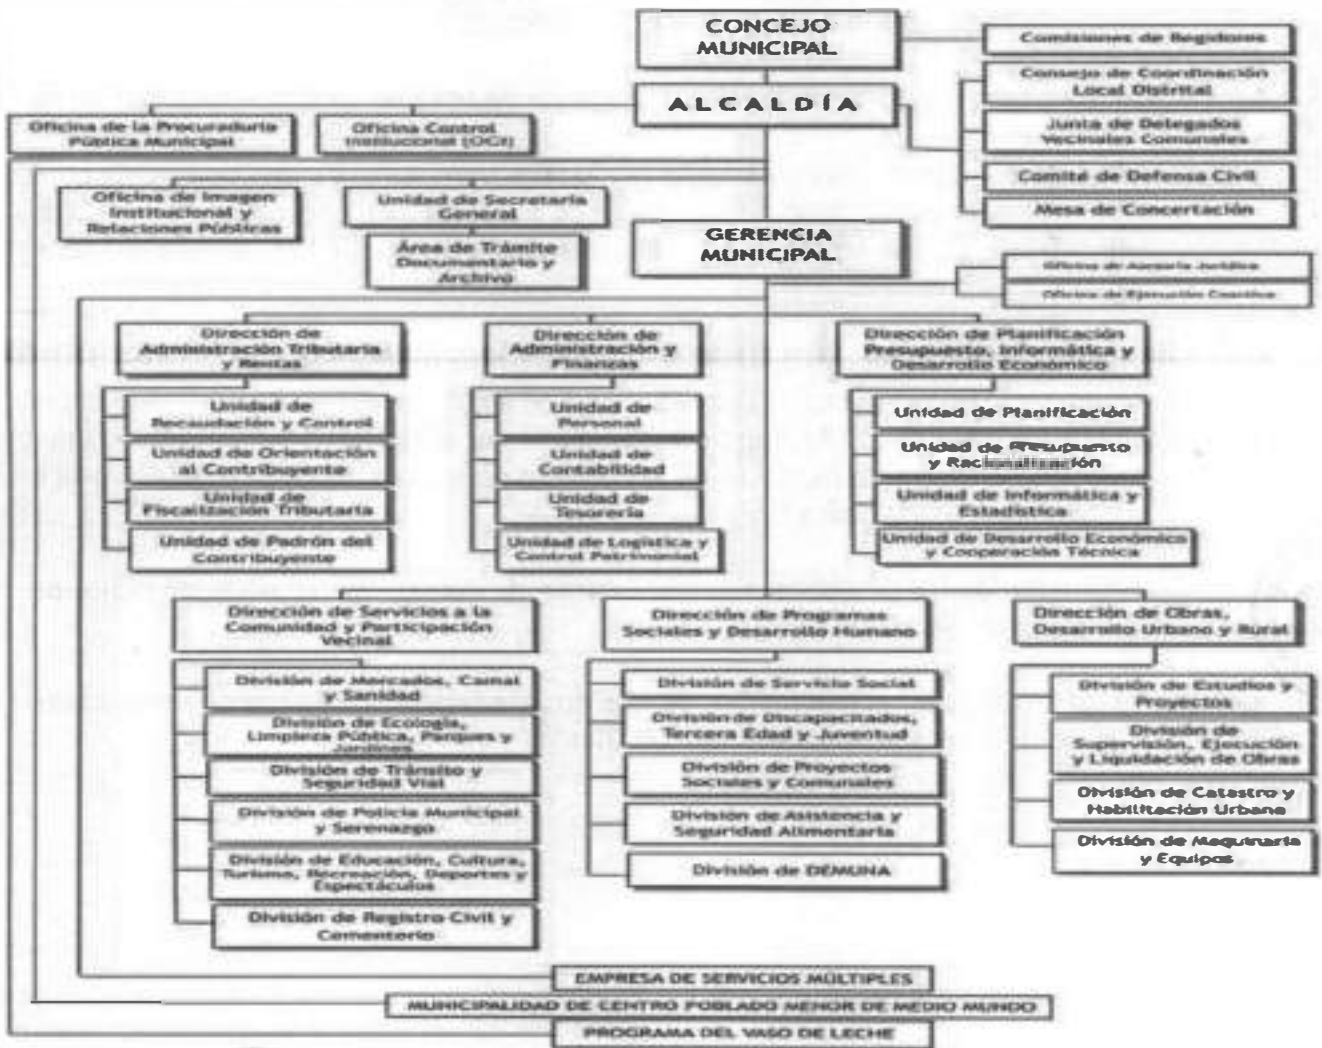 CONCEJO
MUNICIPAL
Comisiones de Regidores
ALCALDÍA
Consejo de Coordinación
Local Distrital
Junta de Delegados
Vecinales Comunales
Comité de Defensa Civil
Mesa de Concertación
Oficina de la Procuraduría
Pública Municipal
Oficina Control
Institucional (OCI)
Oficina de Imagen
Institucional y
Relaciones Públicas
Unidad de Secretaría
General
Área de Trámite
Documentario y
Archivo
GERENCIA
MUNICIPAL
Oficina de Asesoría Jurídica
Oficina de Ejecución Coactiva
Dirección de
Administración Tributaria
y Rentas
Unidad de
Recaudación y Control
Unidad de Orientación
al Contribuyente
Unidad de
Fiscalización Tributaria
Unidad de Padrón del
Contribuyente
Dirección de
Administración y
Finanzas
Unidad de
Personal
Unidad de
Contabilidad
Unidad de
Tesorería
Unidad de Logística y
Control Patrimonial
Dirección de Planificación
Presupuesto, Informática y
Desarrollo Económico
Unidad de Planificación
Unidad de Presupuesto
y Racionalización
Unidad de Informática y
Estadística
Unidad de Desarrollo Económico
y Cooperación Técnica
Dirección de Servicios a la
Comunidad y Participación
Vecinal
División de Mercados, Camal
y Sanidad
División de Ecología,
Limpieza Pública, Parques y
Jardines
División de Tránsito y
Seguridad Vial
División de Policía Municipal
y Serenazgo
División de Educación, Cultura,
Turismo, Recreación, Deportes y
Espectáculos
División de Registro Civil y
Cementerio
Dirección de Programas
Sociales y Desarrollo Humano
División de Servicio Social
División de Discapacitados,
Tercera Edad y Juventud
División de Proyectos
Sociales y Comunales
División de Asistencia y
Seguridad Alimentaria
División de DEMUNA
Dirección de Obras,
Desarrollo Urbano y Rural
División de Estudios y
Proyectos
División de
Supervisión, Ejecución
y Liquidación de Obras
División de Catastro y
Habilitación Urbana
División de Maquinaria
y Equipos
EMPRESA DE SERVICIOS MÚLTIPLES
MUNICIPALIDAD DE CENTRO POBLADO MENOR DE MEDIO MUNDO
PROGRAMA DEL VASO DE LECHE